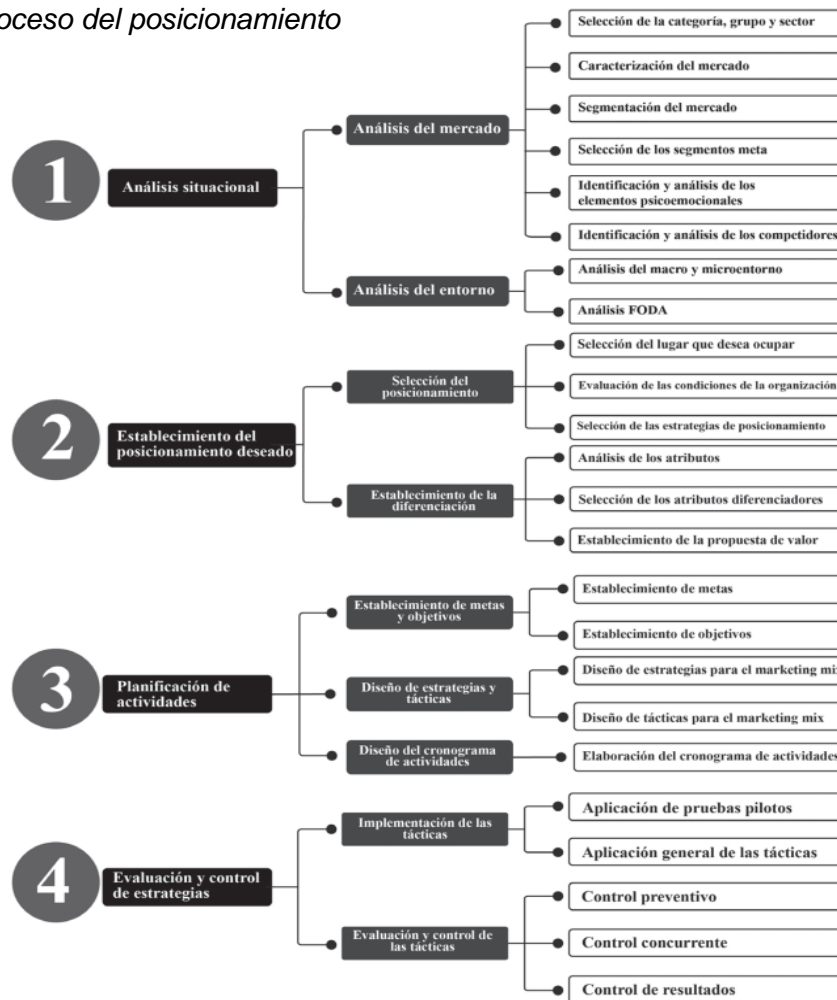 oceso del posicionamiento
1
Análisis situacional
Análisis del mercado
Selección de la categoría, grupo y sector
Caracterización del mercado
Segmentación del mercado
Selección de los segmentos meta
Identificación y análisis de los
elementos psicoemocionales
Identificación y análisis de los competidores
Análisis del entorno
Análisis del macro y microentorno
Análisis FODA
2
Establecimiento del
posicionamiento deseado
Selección del
posicionamiento
Selección del lugar que desea ocupar
Evaluación de las condiciones de la organización
Selección de las estrategias de posicionamiento
Establecimiento de la
diferenciación
Análisis de los atributos
Selección de los atributos diferenciadores
Establecimiento de la propuesta de valor
3
Planificación de
actividades
Establecimiento de metas
y objetivos
Establecimiento de metas
Establecimiento de objetivos
Diseño de estrategias y
tácticas
Diseño de estrategias para el marketing mix
Diseño de tácticas para el marketing mix
Diseño del cronograma
de actividades
Elaboración del cronograma de actividades
4
Evaluación y control
de estrategias
Implementación de las
tácticas
Aplicación de pruebas pilotos
Aplicación general de las tácticas
Evaluación y control de
las tácticas
Control preventivo
Control concurrente
Control de resultados